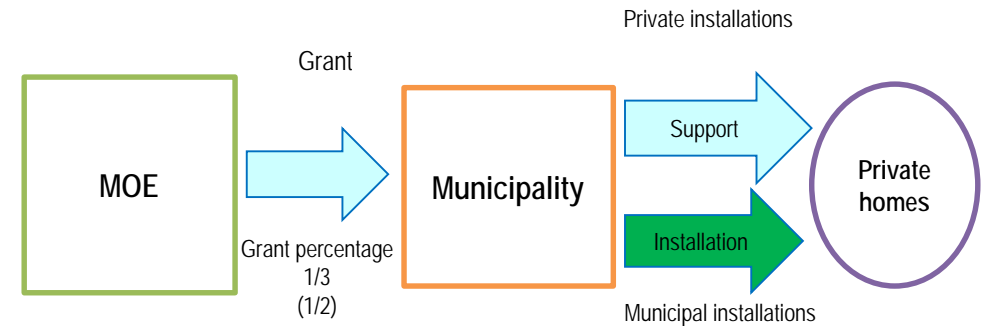 Private installations
Grant
Support
MOE
Municipality
Private
homes
Grant percentage
1/3
(1/2)
Installation
Municipal installations